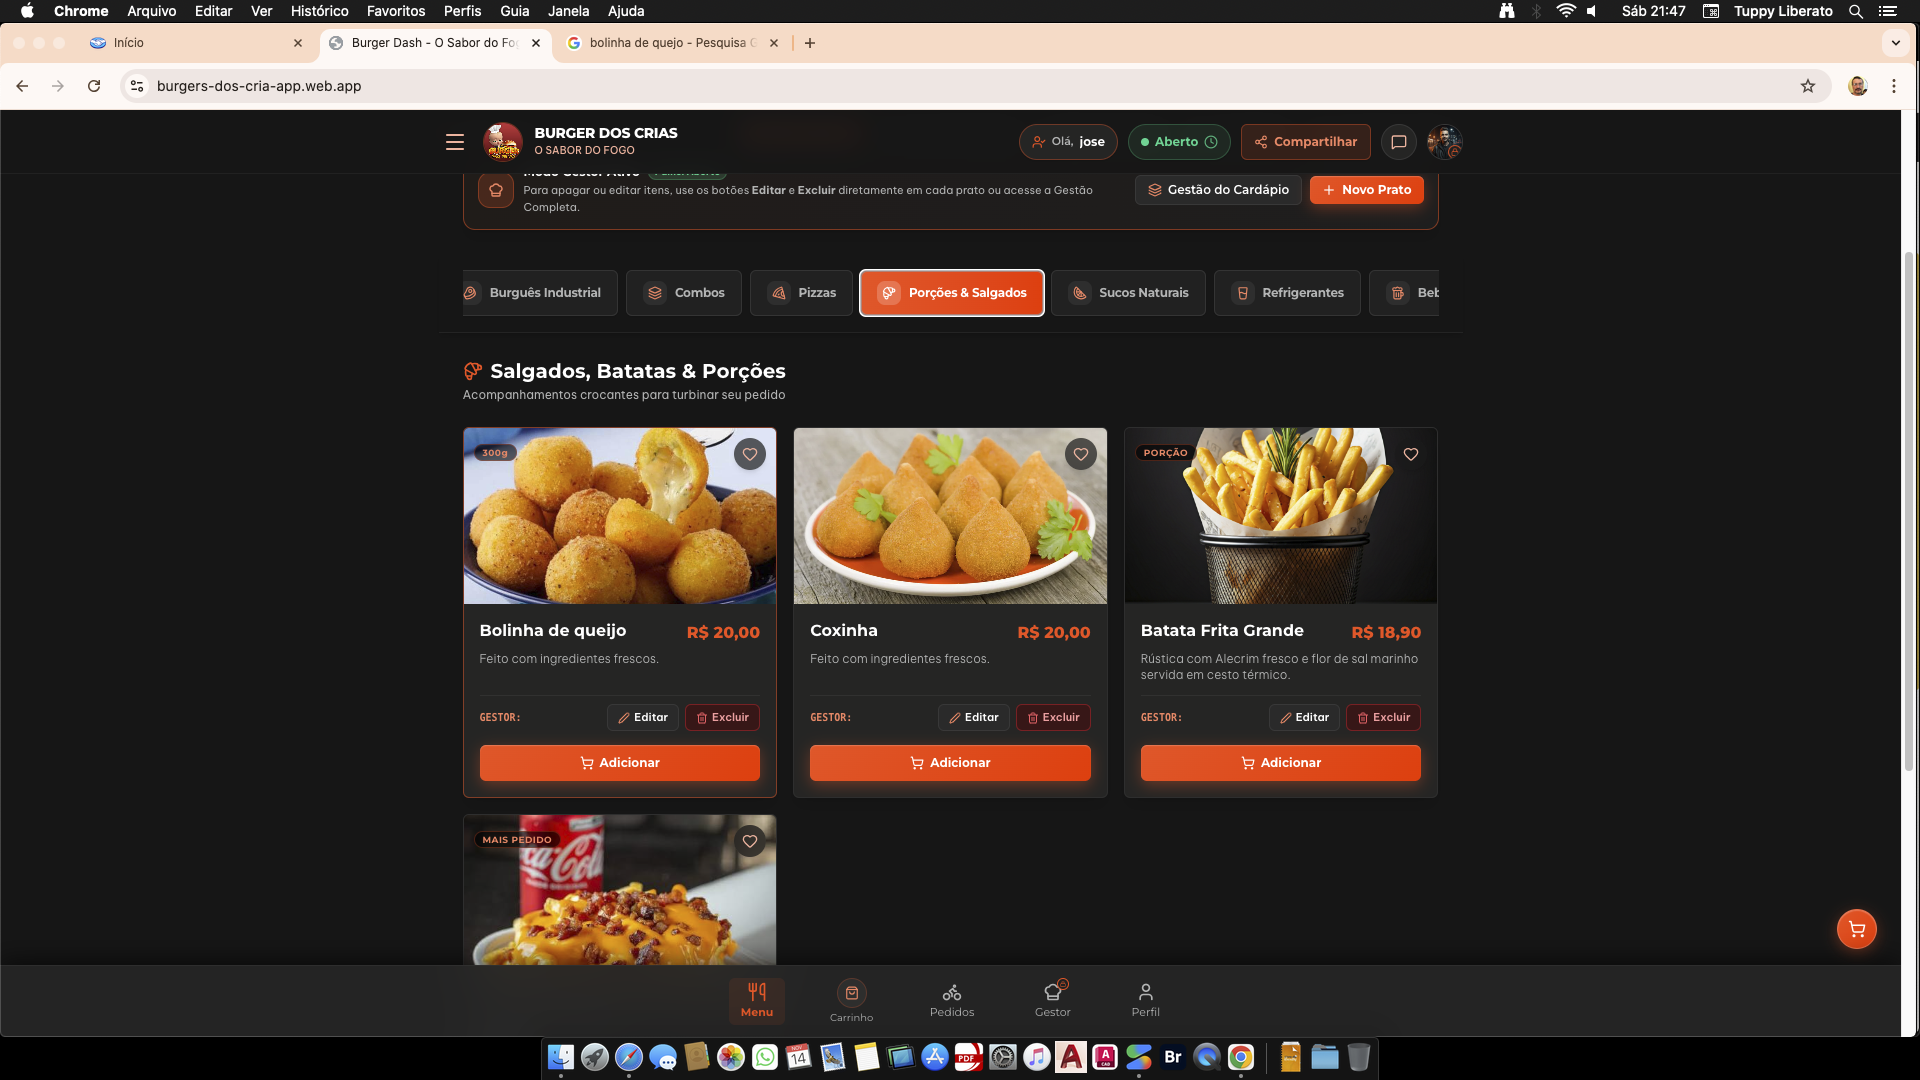 Chrome Arquivo Editar Ver Histórico Favoritos Perfis Guia Janela Ajuda Sáb 21:47 Tuppy Liberato
Início
Burger Dash - O Sabor do Fo
bolinha de quejo - Pesquisa G
burgers-dos-cria-app.web.app
BURGER DOS CRIAS
O SABOR DO FOGO
Olá, jose
Aberto
Compartilhar
Para apagar ou editar itens, use os botões Editar e Excluir diretamente em cada prato ou acesse a Gestão
Completa.
Gestão do Cardápio
Novo Prato
Burguês Industrial
Combos
Pizzas
Porções & Salgados
Sucos Naturais
Refrigerantes
Beb
Salgados, Batatas & Porções
Acompanhamentos crocantes para turbinar seu pedido
300g
PORÇÃO
Bolinha de queijo R$ 20,00
Feito com ingredientes frescos.
GESTOR: Editar Excluir
Adicionar
Coxinha R$ 20,00
Feito com ingredientes frescos.
GESTOR: Editar Excluir
Adicionar
Batata Frita Grande R$ 18,90
Rústica com Alecrim fresco e flor de sal marinho
servida em cesto térmico.
GESTOR: Editar Excluir
Adicionar
MAIS PEDIDO
Menu
Carrinho
Pedidos
Gestor
Perfil
NOV
14
PDF
Br